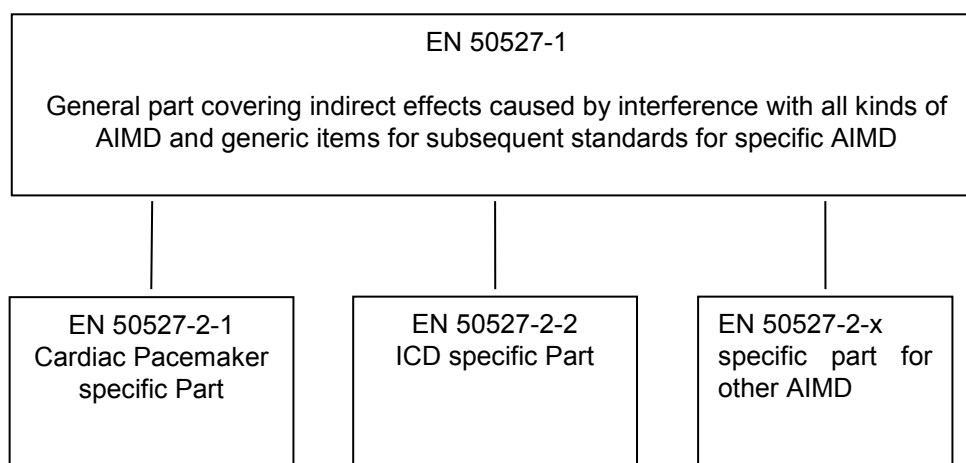 EN 50527-1
General part covering indirect effects caused by interference with all kinds of
AIMD and generic items for subsequent standards for specific AIMD
EN 50527-2-1
Cardiac Pacemaker
specific Part
EN 50527-2-2
ICD specific Part
EN 50527-2-x
specific part for
other AIMD